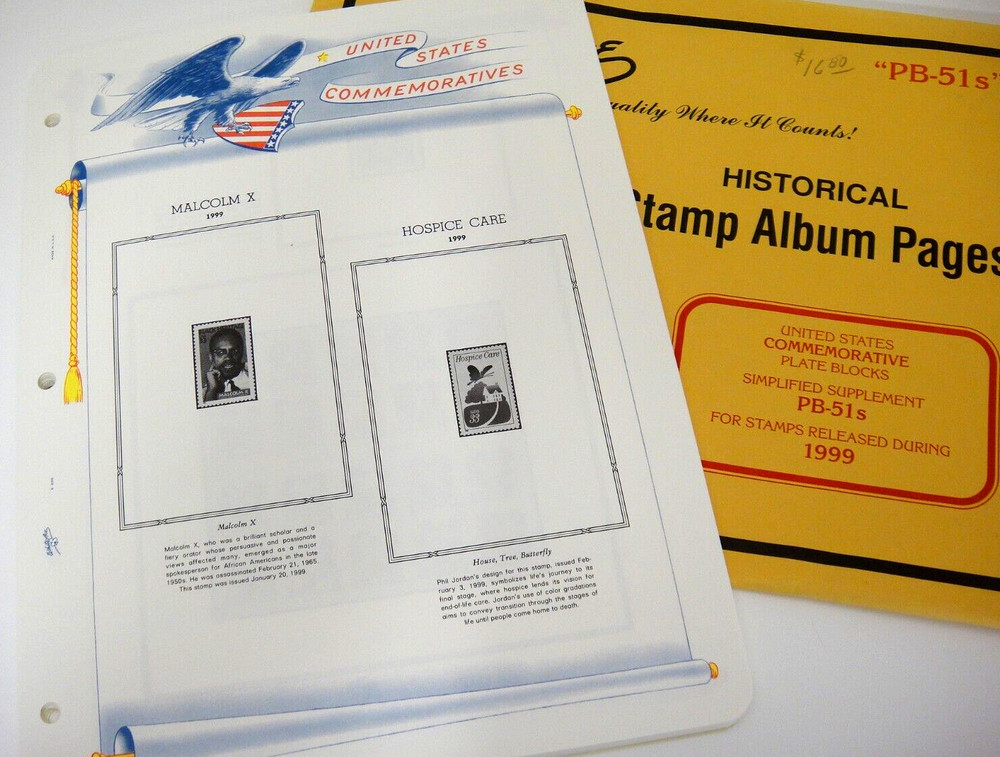 UNITED
STATES
COMMEMORATIVES
MALCOLM X
1999
MALCOLM X
Malcolm X
Malcolm X, who was a brilliant scholar and a
fiery orator whose persuasive and passionate
views affected many, emerged as a major
spokesperson for African Americans in the late
1950s. He was assassinated February 21, 1965.
This stamp was issued January 20, 1999.
HOSPICE CARE
1999
Hospice Care
33
House, Tree, Butterfly
Phil Jordan's design for this stamp, issued Feb-
ruary 3, 1999, symbolizes life's journey to its
final stage, where hospice lends its vision for
end-of-life care. Jordan's use of color gradations
aims to convey transition through the stages of
life until people come home to death.
$16 80
"PB-51s"
Where It Counts!
HISTORICAL
Stamp Album Pages
UNITED STATES
COMMEMORATIVE
PLATE BLOCKS
SIMPLIFIED SUPPLEMENT
PB-51s
FOR STAMPS RELEASED DURING
1999